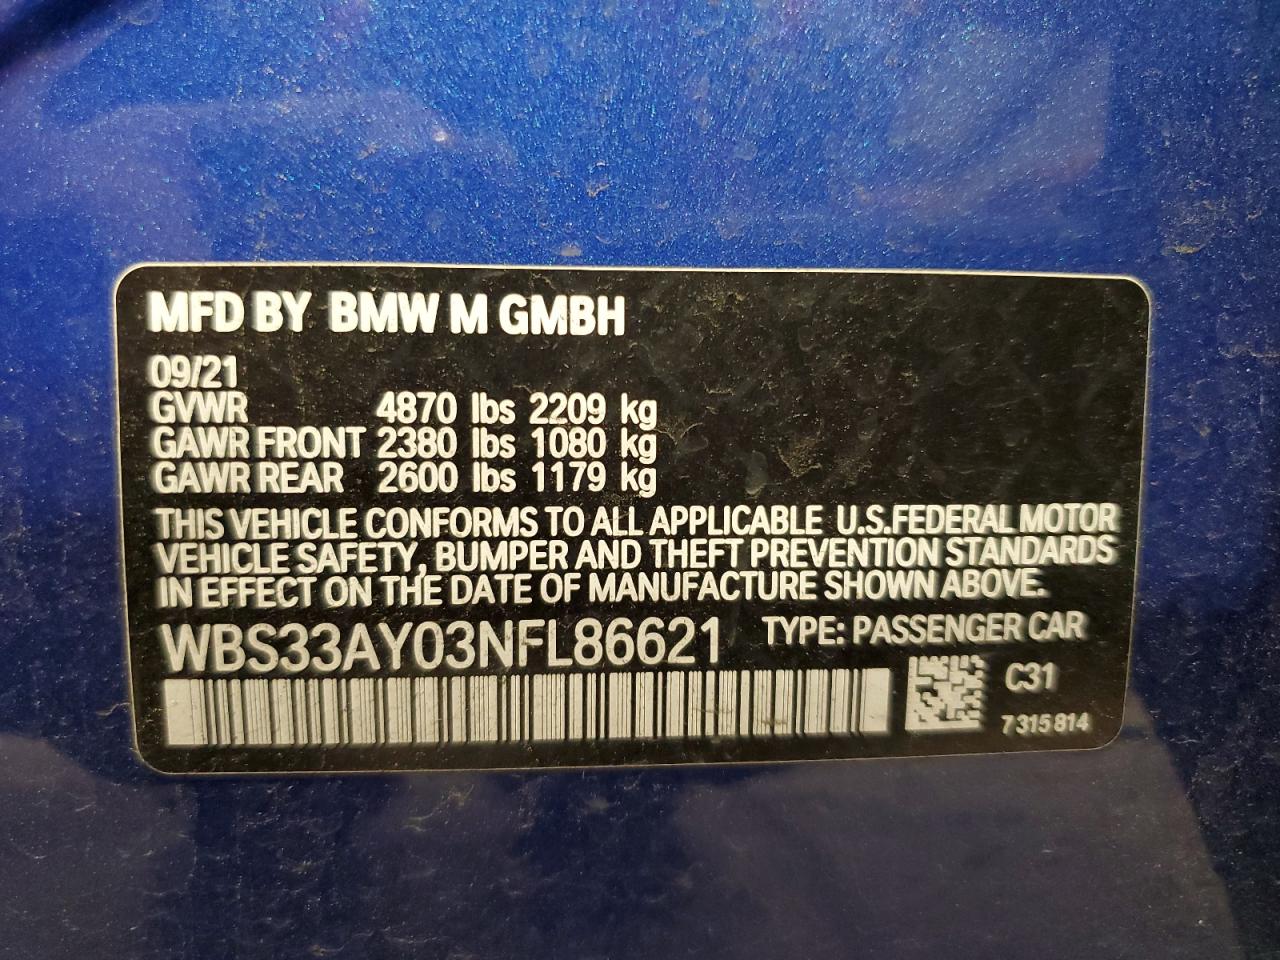 MFD BY BMW M GMBH
09/21
GVWR 4870 lbs 2209 kg
GAWR FRONT 2380 lbs 1080 kg
GAWR REAR 2600 lbs 1179 kg
THIS VEHICLE CONFORMS TO ALL APPLICABLE U.S.FEDERAL MOTOR
VEHICLE SAFETY, BUMPER AND THEFT PREVENTION STANDARDS
IN EFFECT ON THE DATE OF MANUFACTURE SHOWN ABOVE.
WBS33AY03NFL86621 TYPE: PASSENGER CAR
C31
7 315 814